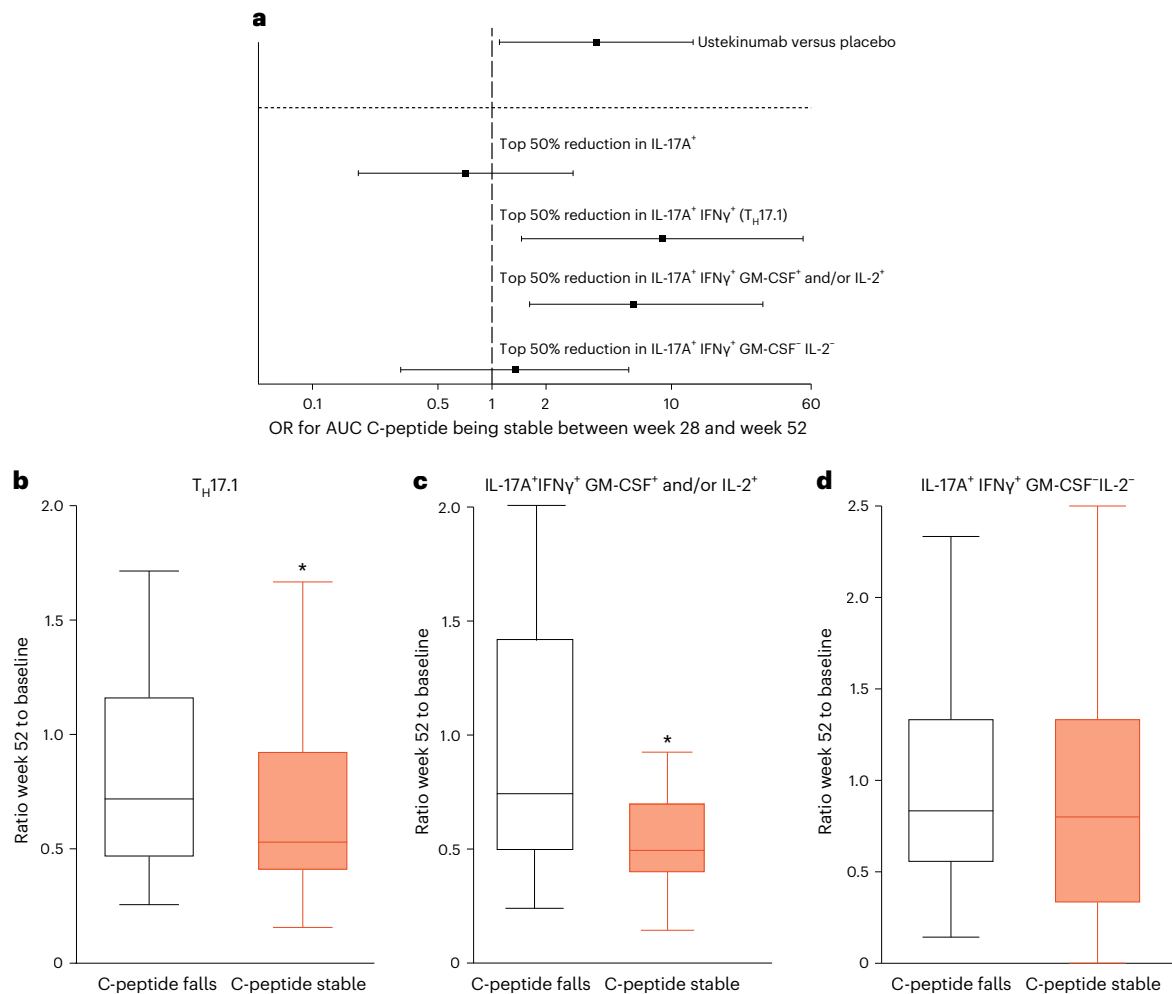 a
Ustekinumab versus placebo
Top 50% reduction in IL-17A⁺
Top 50% reduction in IL-17A⁺ IFNγ⁺ (T_H17.1)
Top 50% reduction in IL-17A⁺ IFNγ⁺ GM-CSF⁺ and/or IL-2⁺
Top 50% reduction in IL-17A⁺ IFNγ⁺ GM-CSF⁻ IL-2⁻
0.1 0.5 1 2 10 60
OR for AUC C-peptide being stable between week 28 and week 52
b
T_H17.1
Ratio week 52 to baseline
2.0
1.5
1.0
0.5
0
*
C-peptide falls C-peptide stable
c
IL-17A⁺IFNγ⁺ GM-CSF⁺ and/or IL-2⁺
Ratio week 52 to baseline
2.0
1.5
1.0
0.5
0
*
C-peptide falls C-peptide stable
d
IL-17A⁺ IFNγ⁺ GM-CSF⁻IL-2⁻
Ratio week 52 to baseline
2.5
2.0
1.5
1.0
0.5
0
C-peptide falls C-peptide stable